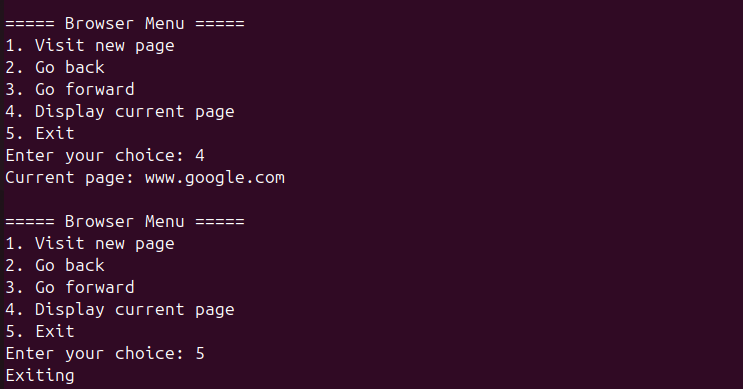 ===== Browser Menu =====
1. Visit new page
2. Go back
3. Go forward
4. Display current page
5. Exit
Enter your choice: 4
Current page: www.google.com
===== Browser Menu =====
1. Visit new page
2. Go back
3. Go forward
4. Display current page
5. Exit
Enter your choice: 5
Exiting